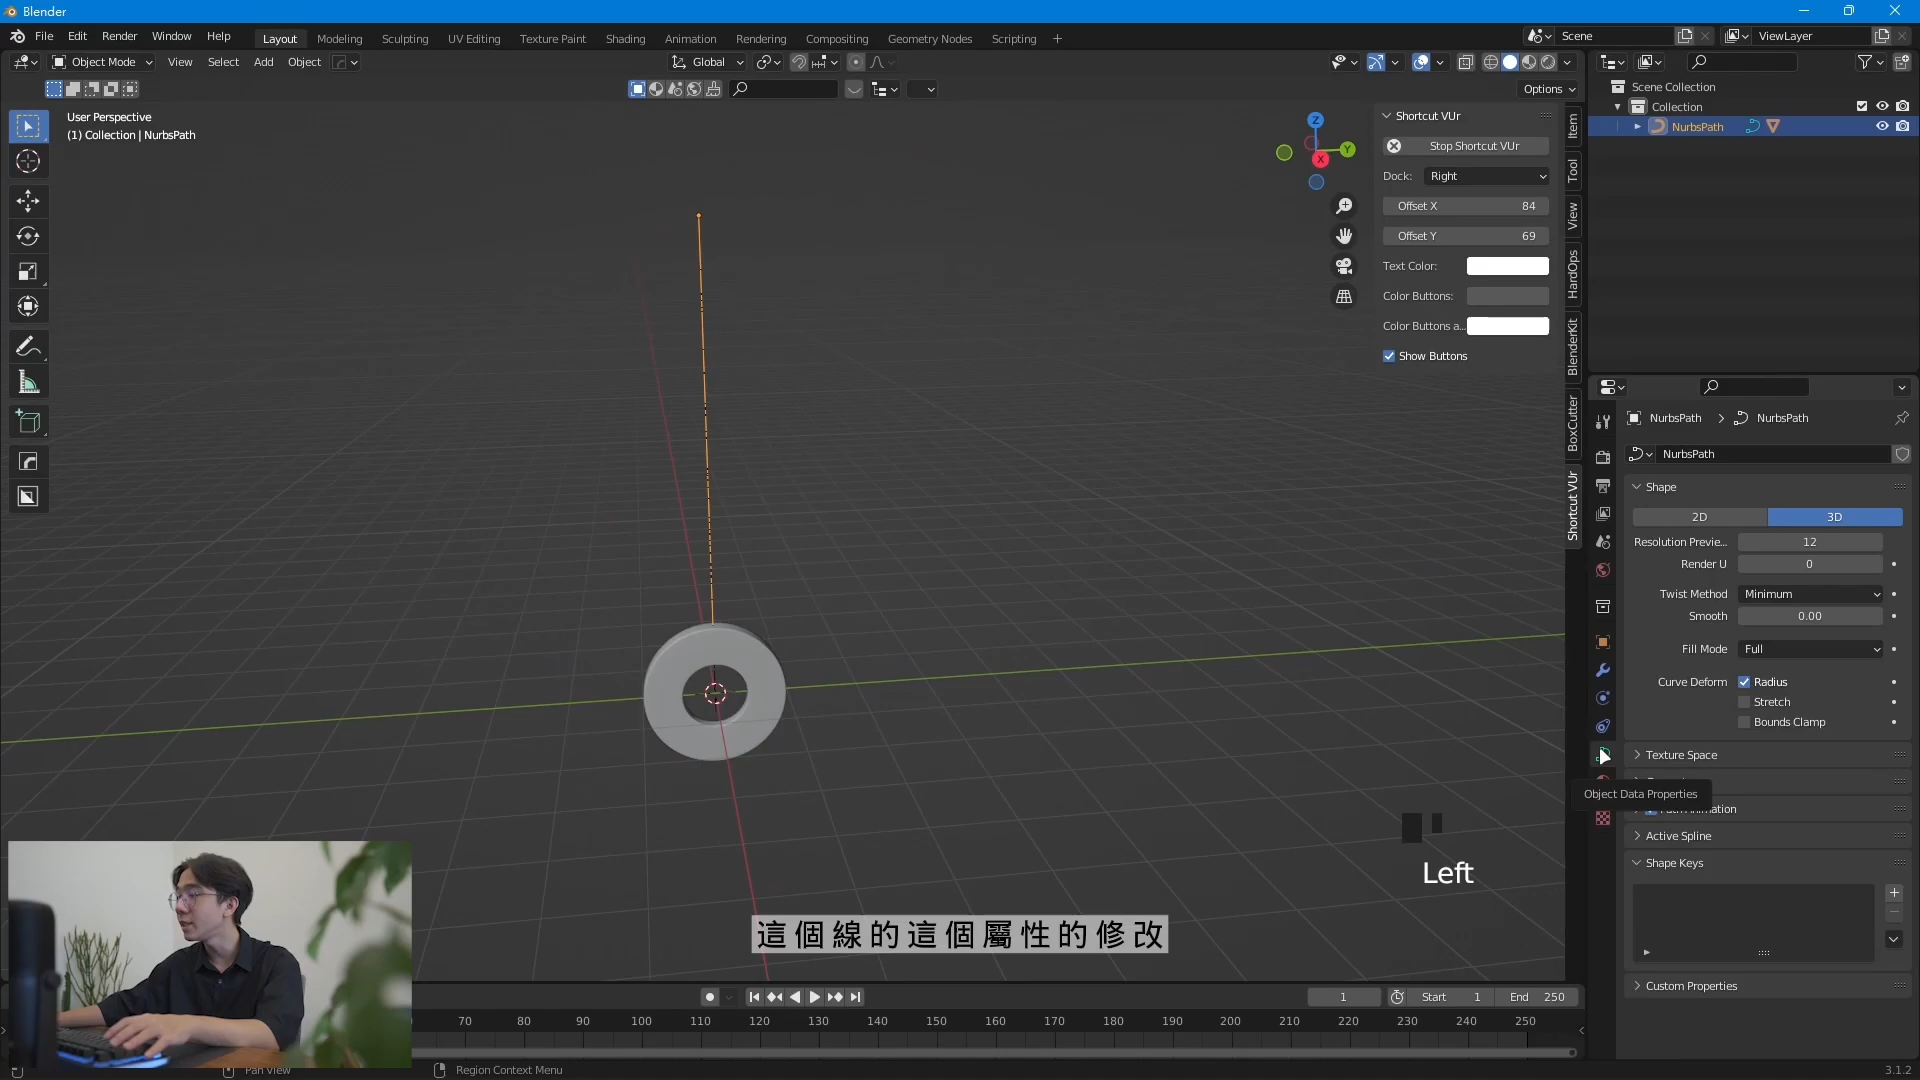 Blender
File Edit Render Window Help
Layout Modeling Sculpting UV Editing Texture Paint Shading Animation Rendering Compositing Geometry Nodes Scripting +
Scene
ViewLayer
Object Mode View Select Add Object
Global
Options
User Perspective
(1) Collection | NurbsPath
Z
Y
X
Shortcut VUr
Stop Shortcut VUr
Dock: Right
Offset X 84
Offset Y 69
Text Color:
Color Buttons:
Color Buttons a...
Show Buttons
Item
Tool
View
HardOps
BlenderKit
BoxCutter
Shortcut VUr
Scene Collection
Collection
NurbsPath
NurbsPath > NurbsPath
NurbsPath
Shape
2D 3D
Resolution Previe... 12
Render U 0
Twist Method Minimum
Smooth 0.00
Fill Mode Full
Curve Deform Radius
Stretch
Bounds Clamp
Texture Space
Object Data Properties
Active Spline
Shape Keys
Custom Properties
Left
這個線的這個屬性的修改
1 Start 1 End 250
70 80 90 100 110 120 130 140 150 160 170 180 190 200 210 220 230 240 250
Pan View
Region Context Menu
3.1.2